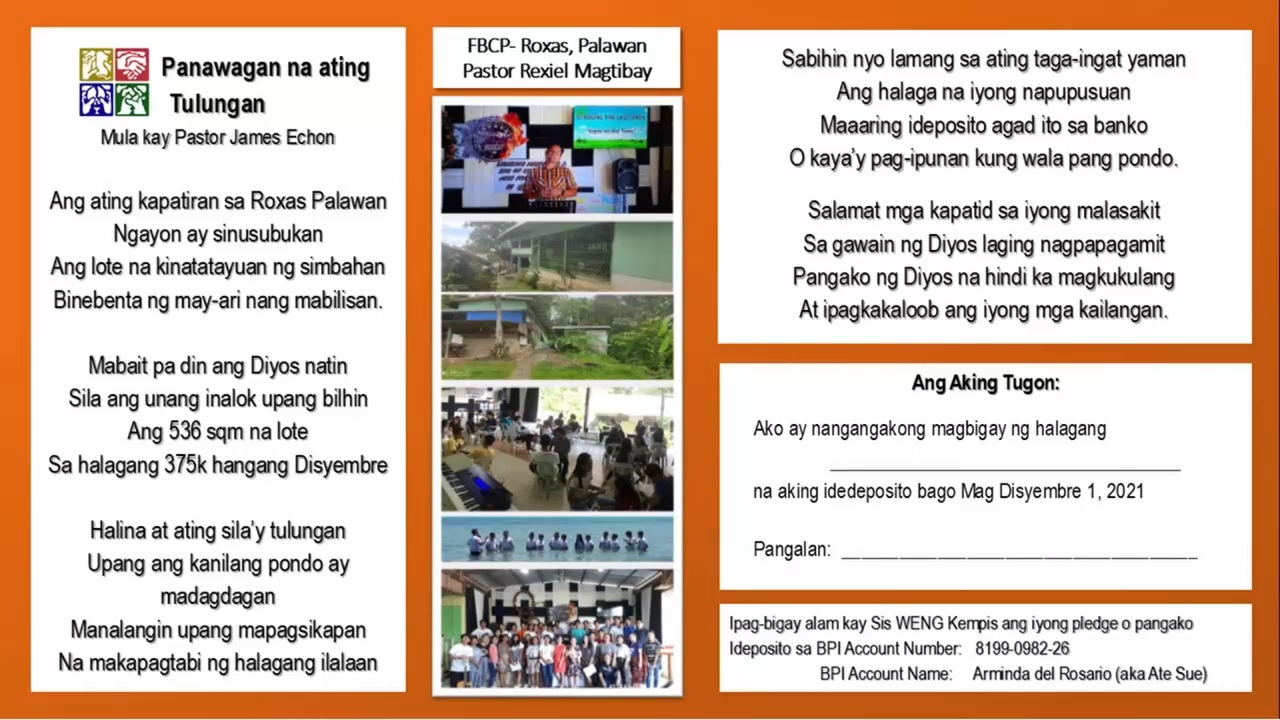 Panawagan na ating
Tulungan
Mula kay Pastor James Echon
Ang ating kapatiran sa Roxas Palawan
Ngayon ay sinusubukan
Ang lote na kinatatayuan ng simbahan
Binebenta ng may-ari nang mabilisan.
Mabait pa din ang Diyos natin
Sila ang unang inalok upang bilhin
Ang 536 sqm na lote
Sa halagang 375k hangang Disyembre
Halina at ating sila'y tulungan
Upang ang kanilang pondo ay
madagdagan
Manalangin upang mapagsikapan
Na makapagtabi ng halagang ilalaan
FBCP- Roxas, Palawan
Pastor Rexiel Magtibay
Sabihin nyo lamang sa ating taga-ingat yaman
Ang halaga na iyong napupusuan
Maaaring ideposito agad ito sa banko
O kaya'y pag-ipunan kung wala pang pondo.
Salamat mga kapatid sa iyong malasakit
Sa gawain ng Diyos laging nagpapagamit
Pangako ng Diyos na hindi ka magkukulang
At ipagkakaloob ang iyong mga kailangan.
Ang Aking Tugon:
Ako ay nangangakong magbigay ng halagang
na aking idedeposito bago Mag Disyembre 1, 2021
Pangalan:
Ipag-bigay alam kay Sis WENG Kempis ang iyong pledge o pangako
Ideposito sa BPI Account Number: 8199-0982-26
BPI Account Name: Arminda del Rosario (aka Ate Sue)